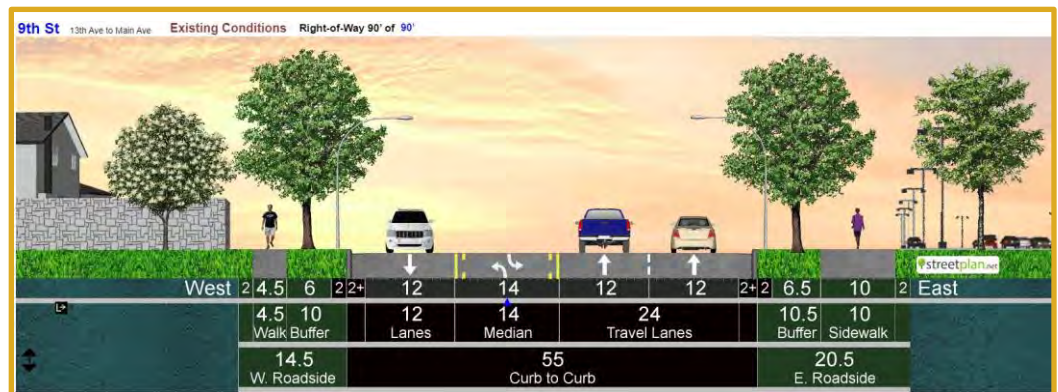 9th St 13th Ave to Main Ave Existing Conditions Right-of-Way 90' of 90'
streetplan.net
West 2 4.5 6 2 2+ 12 14 12 12 2+ 2 6.5 10 2 East
4.5 10 12 14 24 10.5 10
Walk Buffer Lanes Median Travel Lanes Buffer Sidewalk
14.5 55 20.5
W. Roadside Curb to Curb E. Roadside